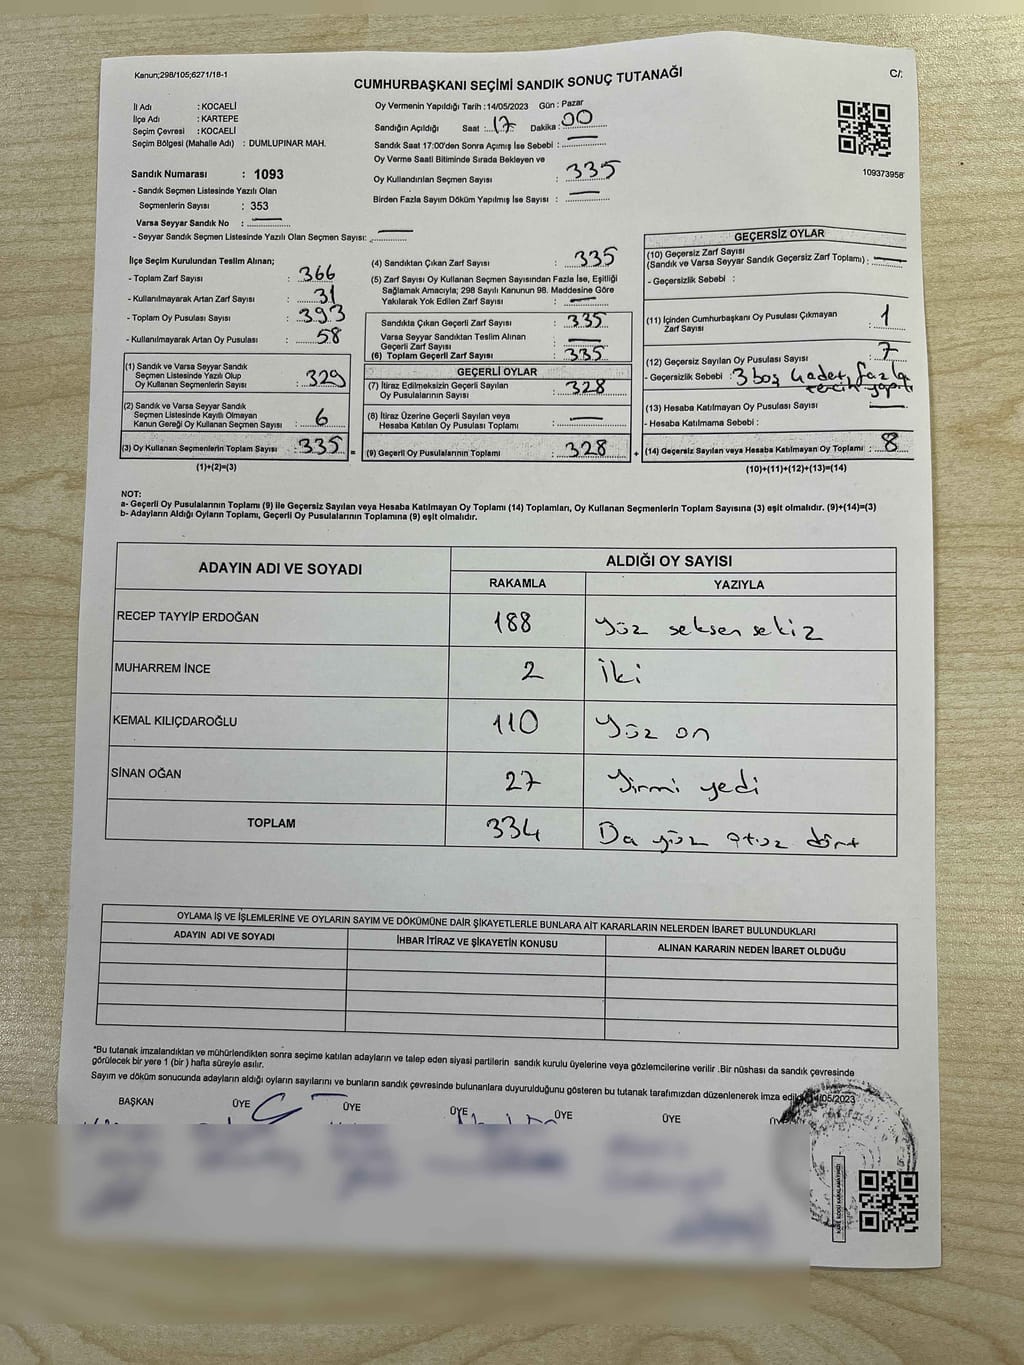 Kanun;298/105;6271/18-1
CUMHURBAŞKANI SEÇİMİ SANDIK SONUÇ TUTANAĞI
C/:
İl Adı : KOCAELİ
İlçe Adı : KARTEPE
Seçim Çevresi : KOCAELİ
Seçim Bölgesi (Mahalle Adı) : DUMLUPINAR MAH.
Sandık Numarası : 1093
- Sandık Seçmen Listesinde Yazılı Olan
Seçmenlerin Sayısı : 353
Varsa Seyyar Sandık No :
- Seyyar Sandık Seçmen Listesinde Yazılı Olan Seçmen Sayısı:
Oy Vermenin Yapıldığı Tarih :14/05/2023 Gün : Pazar
Sandığın Açıldığı Saat : 17 Dakika : 00
Sandık Saat 17:00'den Sonra Açımış İse Sebebi :
Oy Verme Saati Bitiminde Sırada Bekleyen ve
Oy Kullandırılan Seçmen Sayısı : 335
Birden Fazla Sayım Döküm Yapılmış İse Sayısı :
109373958
İlçe Seçim Kurulundan Teslim Alınan;
- Toplam Zarf Sayısı : 366
- Kullanılmayarak Artan Zarf Sayısı : 31
- Toplam Oy Pusulası Sayısı : 393
- Kullanılmayarak Artan Oy Pusulası : 58
(1) Sandık ve Varsa Seyyar Sandık
Seçmen Listesinde Yazılı Olup
Oy Kullanan Seçmenlerin Sayısı : 329
(2) Sandık ve Varsa Seyyar Sandık
Seçmen Listesinde Kayıtlı Olmayan
Kanun Gereği Oy Kullanan Seçmen Sayısı : 6
(3) Oy Kullanan Seçmenlerin Toplam Sayısı : 335 =
(1)+(2)=(3)
(4) Sandıktan Çıkan Zarf Sayısı : 335
(5) Zarf Sayısı Oy Kullanan Seçmen Sayısından Fazla İse, Eşitliği
Sağlamak Amacıyla; 298 Sayılı Kanunun 98. Maddesine Göre
Yakılarak Yok Edilen Zarf Sayısı :
Sandıkta Çıkan Geçerli Zarf Sayısı : 335
Varsa Seyyar Sandıktan Teslim Alınan
Geçerli Zarf Sayısı :
(6) Toplam Geçerli Zarf Sayısı : 335
GEÇERLİ OYLAR
(7) İtiraz Edilmeksizin Geçerli Sayılan
Oy Pusulalarının Sayısı : 328
(8) İtiraz Üzerine Geçerli Sayılan veya
Hesaba Katılan Oy Pusulası Toplamı :
(9) Geçerli Oy Pusulalarının Toplamı : 328 +
GEÇERSİZ OYLAR
(10) Geçersiz Zarf Sayısı
(Sandık ve Varsa Seyyar Sandık Geçersiz Zarf Toplamı) :
- Geçersizlik Sebebi :
(11) İçinden Cumhurbaşkanı Oy Pusulası Çıkmayan
Zarf Sayısı : 1
(12) Geçersiz Sayılan Oy Pusulası Sayısı : 7
- Geçersizlik Sebebi : 3 boş 4 adet fazla
tercih
(13) Hesaba Katılmayan Oy Pusulası Sayısı :
- Hesaba Katılmama Sebebi :
(14) Geçersiz Sayılan veya Hesaba Katılmayan Oy Toplamı : 8
(10)+(11)+(12)+(13)=(14)
NOT:
a- Geçerli Oy Pusulalarının Toplamı (9) ile Geçersiz Sayılan veya Hesaba Katılmayan Oy Toplamı (14) Toplamları, Oy Kullanan Seçmenlerin Toplam Sayısına (3) eşit olmalıdır. (9)+(14)=(3)
b- Adayların Aldığı Oyların Toplamı, Geçerli Oy Pusulalarının Toplamına (9) eşit olmalıdır.
ADAYIN ADI VE SOYADI
ALDIĞI OY SAYISI
RAKAMLA YAZIYLA
RECEP TAYYİP ERDOĞAN 188 Yüz seksen sekiz
MUHARREM İNCE 2 İki
KEMAL KILIÇDAROĞLU 110 Yüz on
SİNAN OĞAN 27 Yirmi yedi
TOPLAM 334 yüz otuz dört
OYLAMA İŞ VE İŞLEMLERİNE VE OYLARIN SAYIM VE DÖKÜMÜNE DAİR ŞİKAYETLERLE BUNLARA AİT KARARLARIN NELERDEN İBARET BULUNDUKLARI
ADAYIN ADI VE SOYADI İHBAR İTİRAZ VE ŞİKAYETİN KONUSU ALINAN KARARIN NEDEN İBARET OLDUĞU
*Bu tutanak imzalandıktan ve mühürlendikten sonra seçime katılan adayların ve talep eden siyasi partilerin sandık kurulu üyelerine veya gözlemcilerine verilir .Bir nüshası da sandık çevresinde
görülecek bir yere 1 (bir ) hafta süreyle asılır.
Sayım ve döküm sonucunda adayların aldığı oyların sayılarını ve bunların sandık çevresinde bulunanlara duyurulduğunu gösteren bu tutanak tarafımızdan düzenlenerek imza edildi. 14/05/2023
BAŞKAN ÜYE ÜYE ÜYE ÜYE ÜYE ÜYE